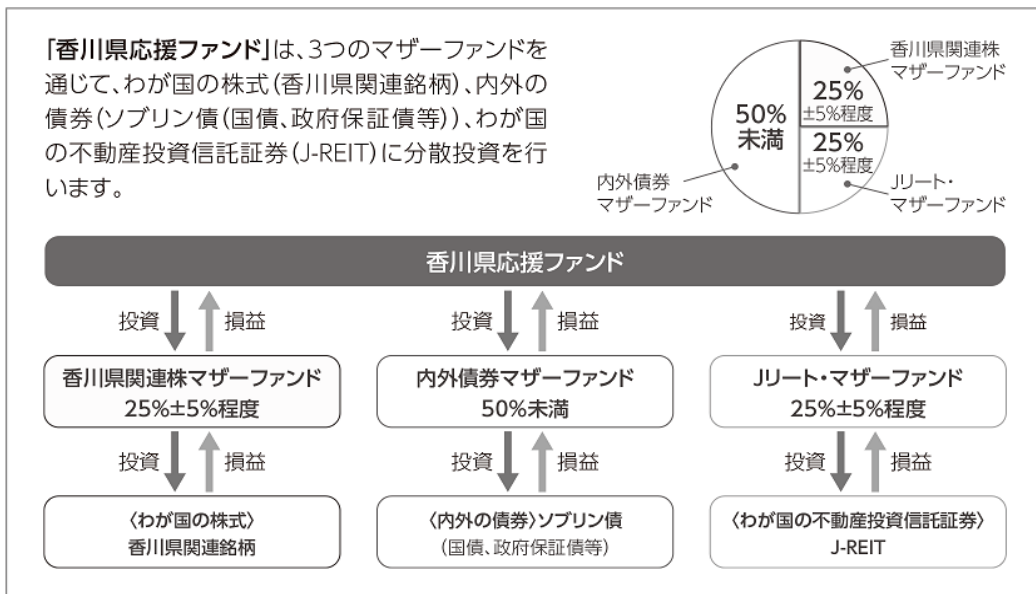 「香川県応援ファンド」は、3つのマザーファンドを
通じて、わが国の株式(香川県関連銘柄)、内外の
債券(ソブリン債(国債、政府保証債等))、わが国
の不動産投資信託証券(J-REIT)に分散投資を行
います。
香川県関連株
マザーファンド
25%
±5%程度
50%
未満
25%
±5%程度
内外債券
マザーファンド
Jリート・
マザーファンド
香川県応援ファンド
投資 損益 投資 損益 投資 損益
香川県関連株マザーファンド
25%±5%程度
内外債券マザーファンド
50%未満
Jリート・マザーファンド
25%±5%程度
投資 損益 投資 損益 投資 損益
〈わが国の株式〉
香川県関連銘柄
〈内外の債券〉ソブリン債
(国債、政府保証債等)
〈わが国の不動産投資信託証券〉
J-REIT